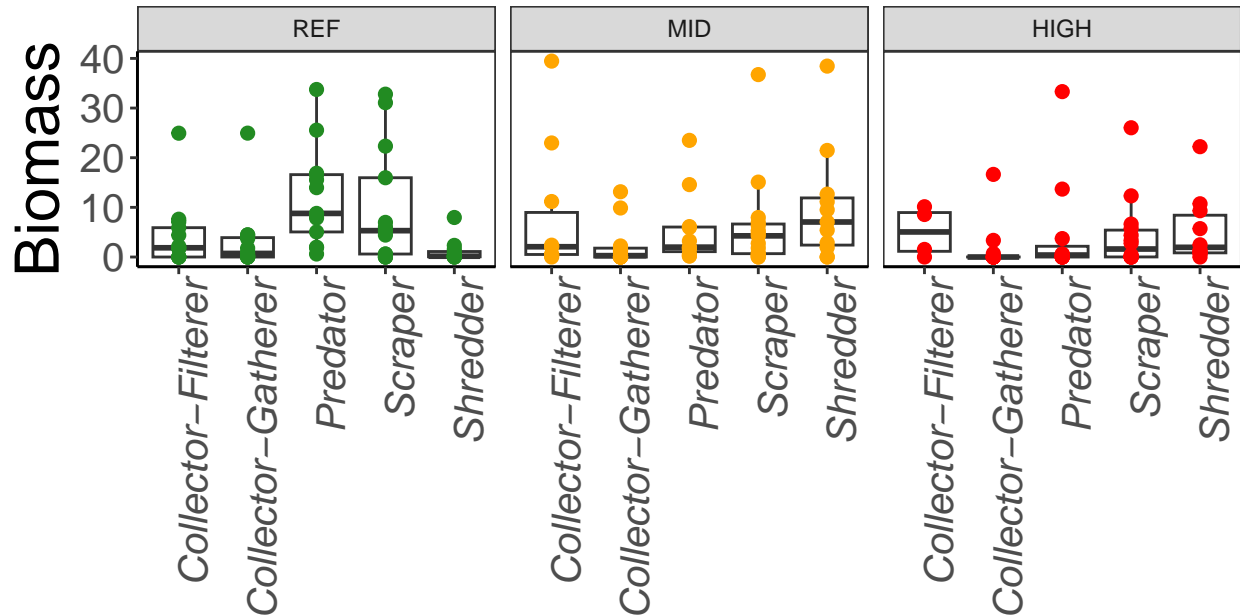 REF
MID
HIGH
Biomass
40
30
20
10
0
Collector−Filterer
Collector−Gatherer
Predator
Scraper
Shredder
Collector−Filterer
Collector−Gatherer
Predator
Scraper
Shredder
Collector−Filterer
Collector−Gatherer
Predator
Scraper
Shredder